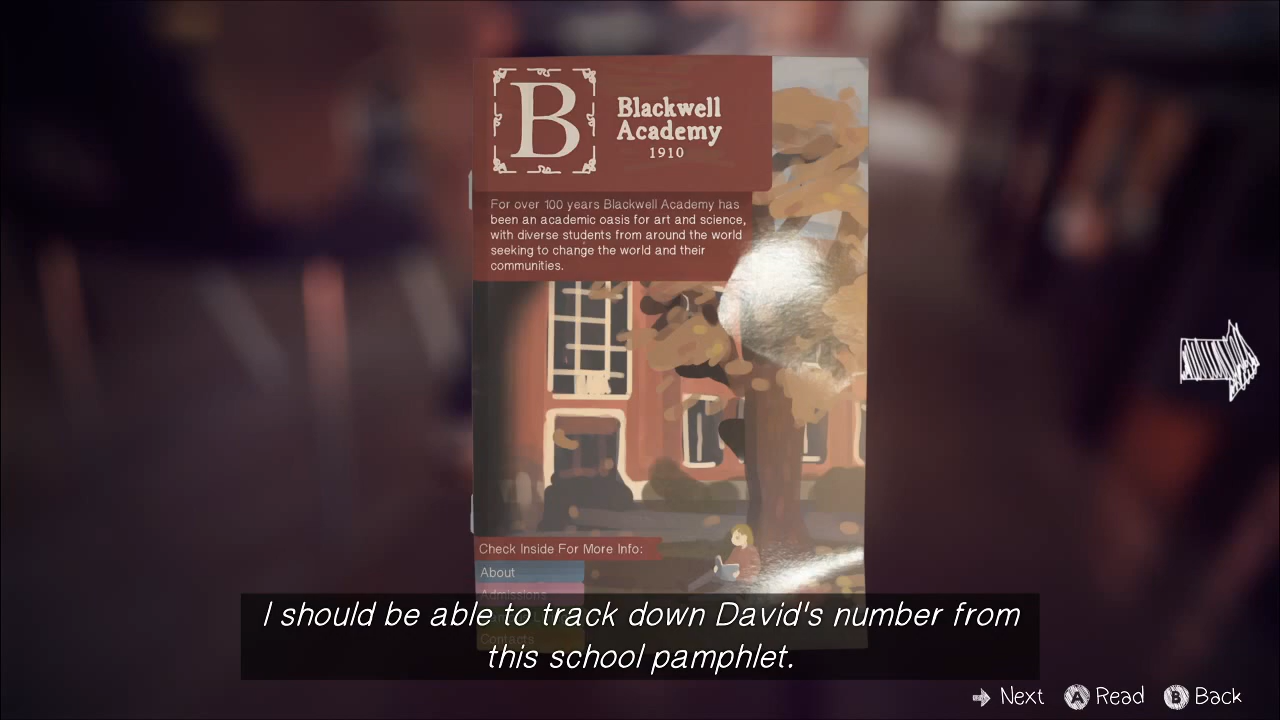 B
Blackwell
Academy
1910
For over 100 years Blackwell Academy has
been an academic oasis for art and science,
with diverse students from around the world
seeking to change the world and their
communities.
Check Inside For More Info:
About
Admissions
Contacts
I should be able to track down David's number from
this school pamphlet.
Next A Read B Back